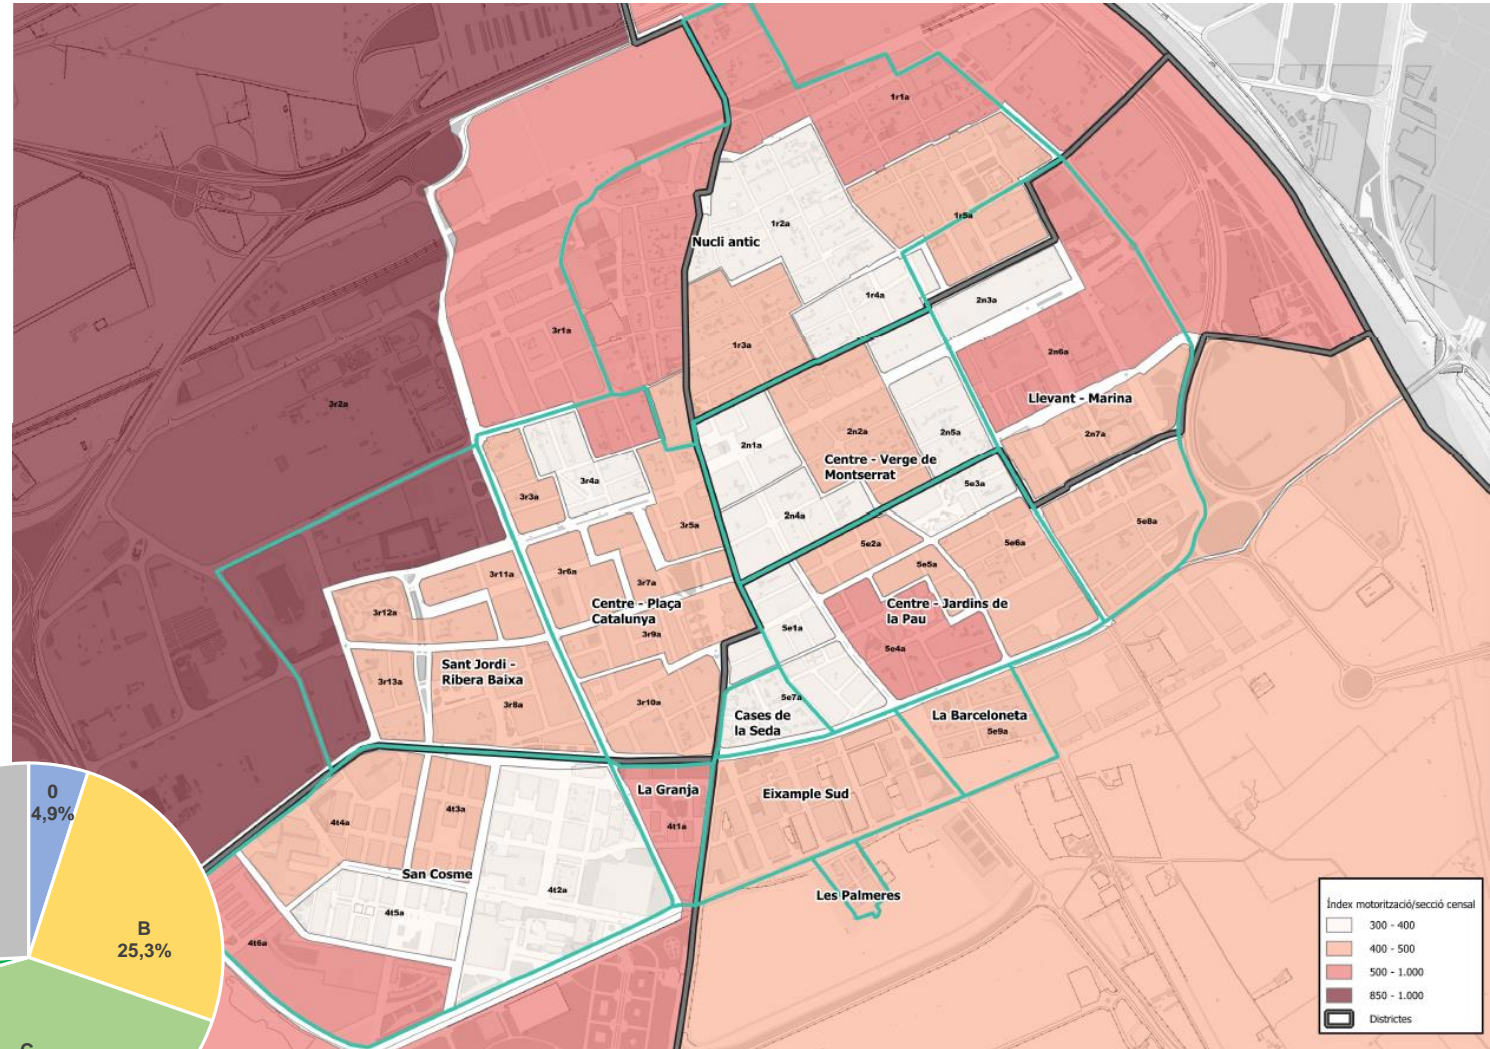 1r1a
1r5a
1r2a
Nucli antic
1r4a
2n3a
3r1a
1r3a
2n6a
3r2a
Llevant - Marina
2n7a
2n1a
2n2a
2n5a
Centre - Verge de
Montserrat
3r4a
3r3a
5e3a
3r5a
2n4a
5e8a
5e2a
5e6a
5e5a
3r11a
3r6a
3r7a
Centre - Plaça
Catalunya
Centre - Jardins de
la Pau
3r12a
3r9a
5e1a
5e4a
Sant Jordi -
Ribera Baixa
3r13a
3r8a
3r10a
5e7a
Cases de
la Seda
La Barceloneta
5e9a
La Granja
Eixample Sud
4t1a
4t3a
4t4a
San Cosme
4t2a
Les Palmeres
4t5a
4t6a
0
4,9%
B
25,3%
Índex motorització/secció censal
300 - 400
400 - 500
500 - 1.000
850 - 1.000
Districtes